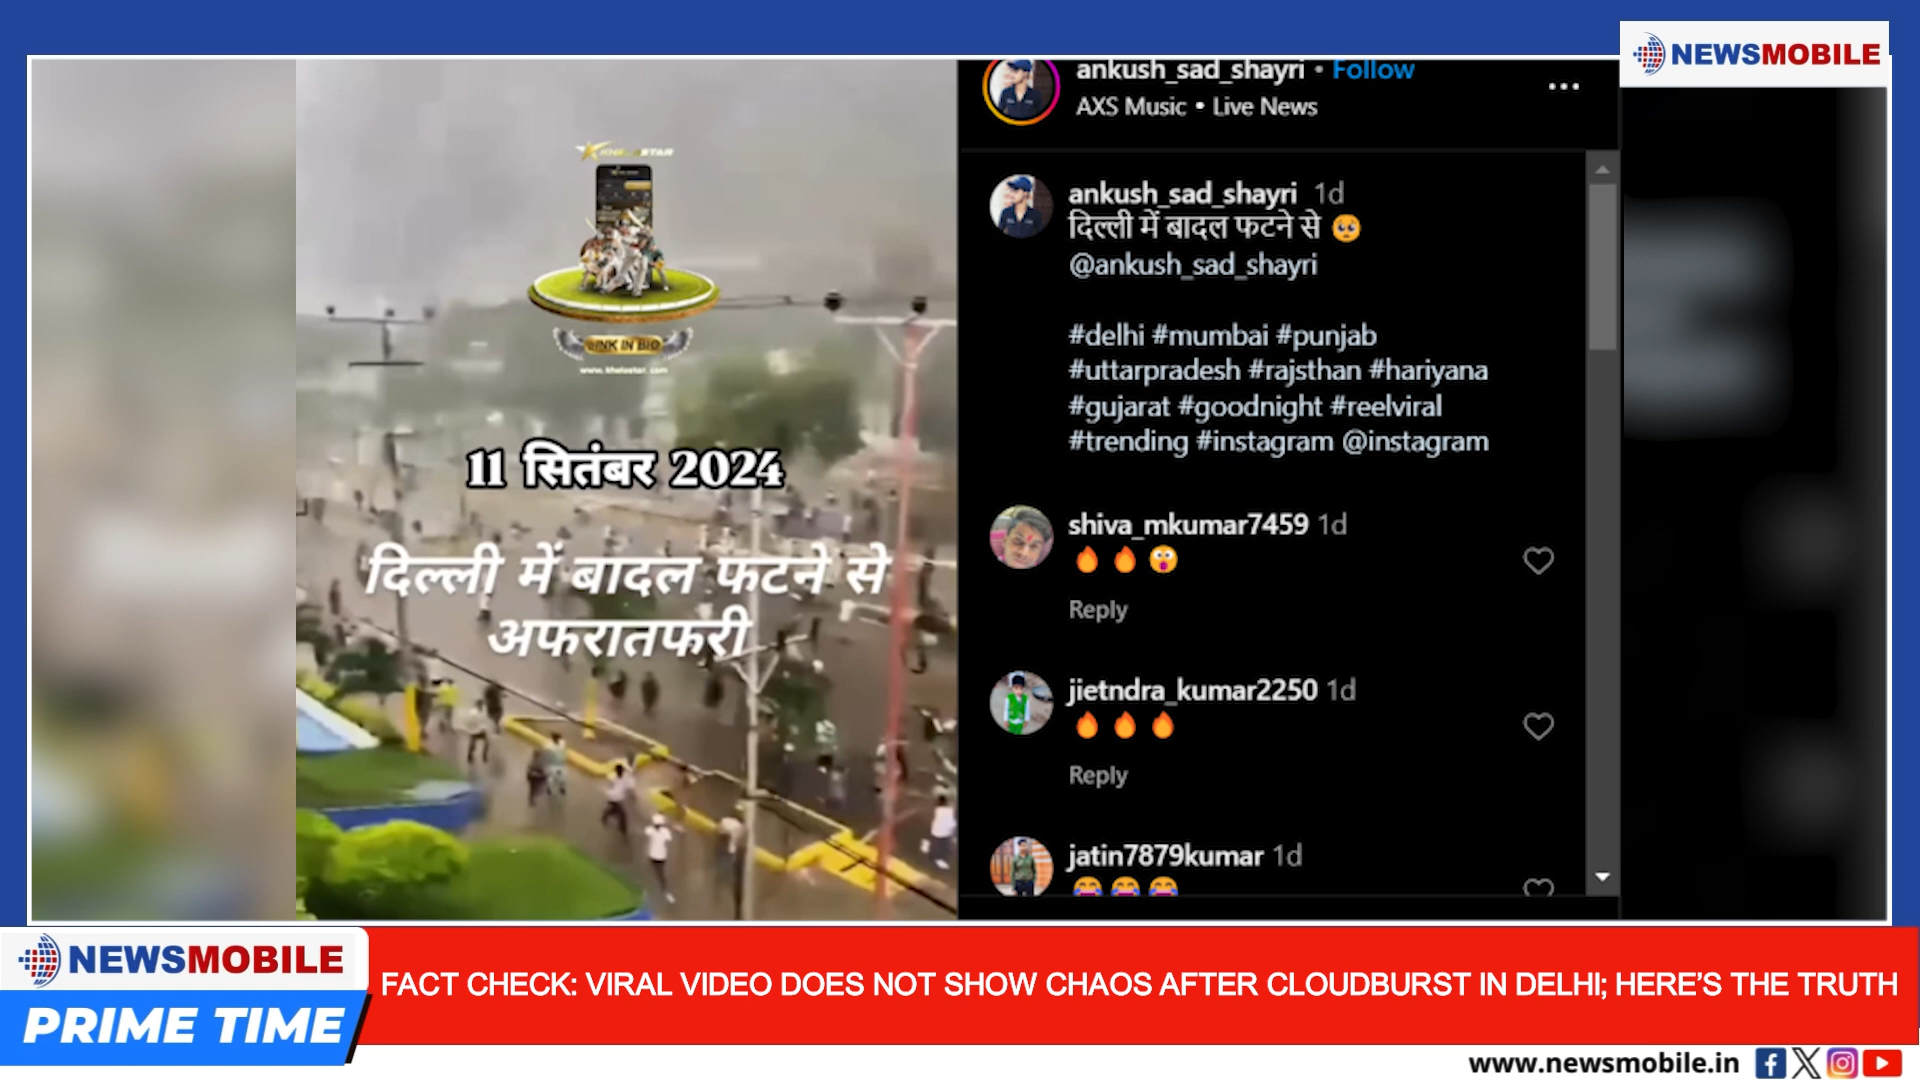 NEWSMOBILE
ankush_sad_shayri • Follow
AXS Music • Live News
LINK IN BIO
www.khelostar.com
11 सितंबर 2024
दिल्ली में बादल फटने से
अफरातफरी
ankush_sad_shayri 1d
दिल्ली में बादल फटने से 🥺
@ankush_sad_shayri
#delhi #mumbai #punjab
#uttarpradesh #rajsthan #hariyana
#gujarat #goodnight #reelviral
#trending #instagram @instagram
shiva_mkumar7459 1d
🔥 🔥 😲
Reply
jietndra_kumar2250 1d
🔥 🔥 🔥
Reply
jatin7879kumar 1d
😂 😂 😂
NEWSMOBILE
PRIME TIME
FACT CHECK: VIRAL VIDEO DOES NOT SHOW CHAOS AFTER CLOUDBURST IN DELHI; HERE'S THE TRUTH
www.newsmobile.in